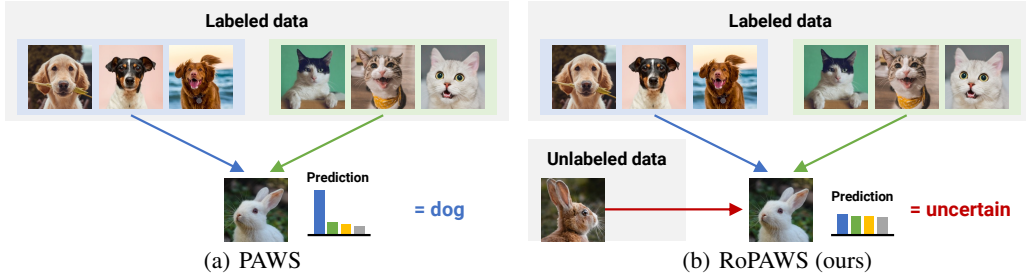 Labeled data
Prediction
= dog
(a) PAWS
Labeled data
Unlabeled data
Prediction
= uncertain
(b) RoPAWS (ours)